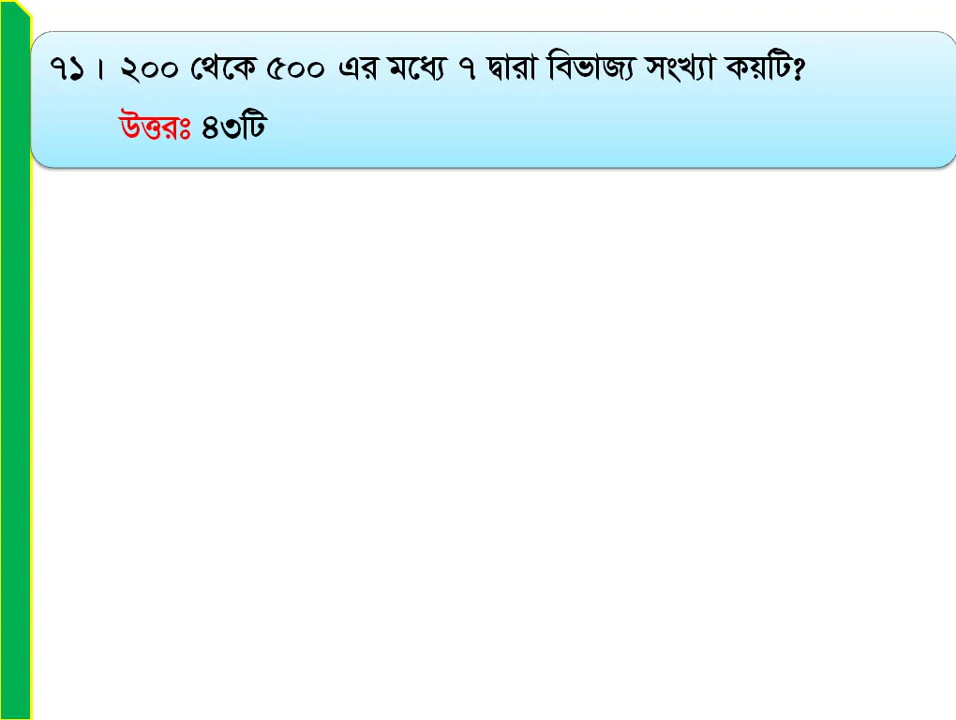 ৭১। ২০০ থেকে ৫০০ এর মধ্যে ৭ দ্বারা বিভাজ্য সংখ্যা কয়টি?
উত্তরঃ ৪৩টি